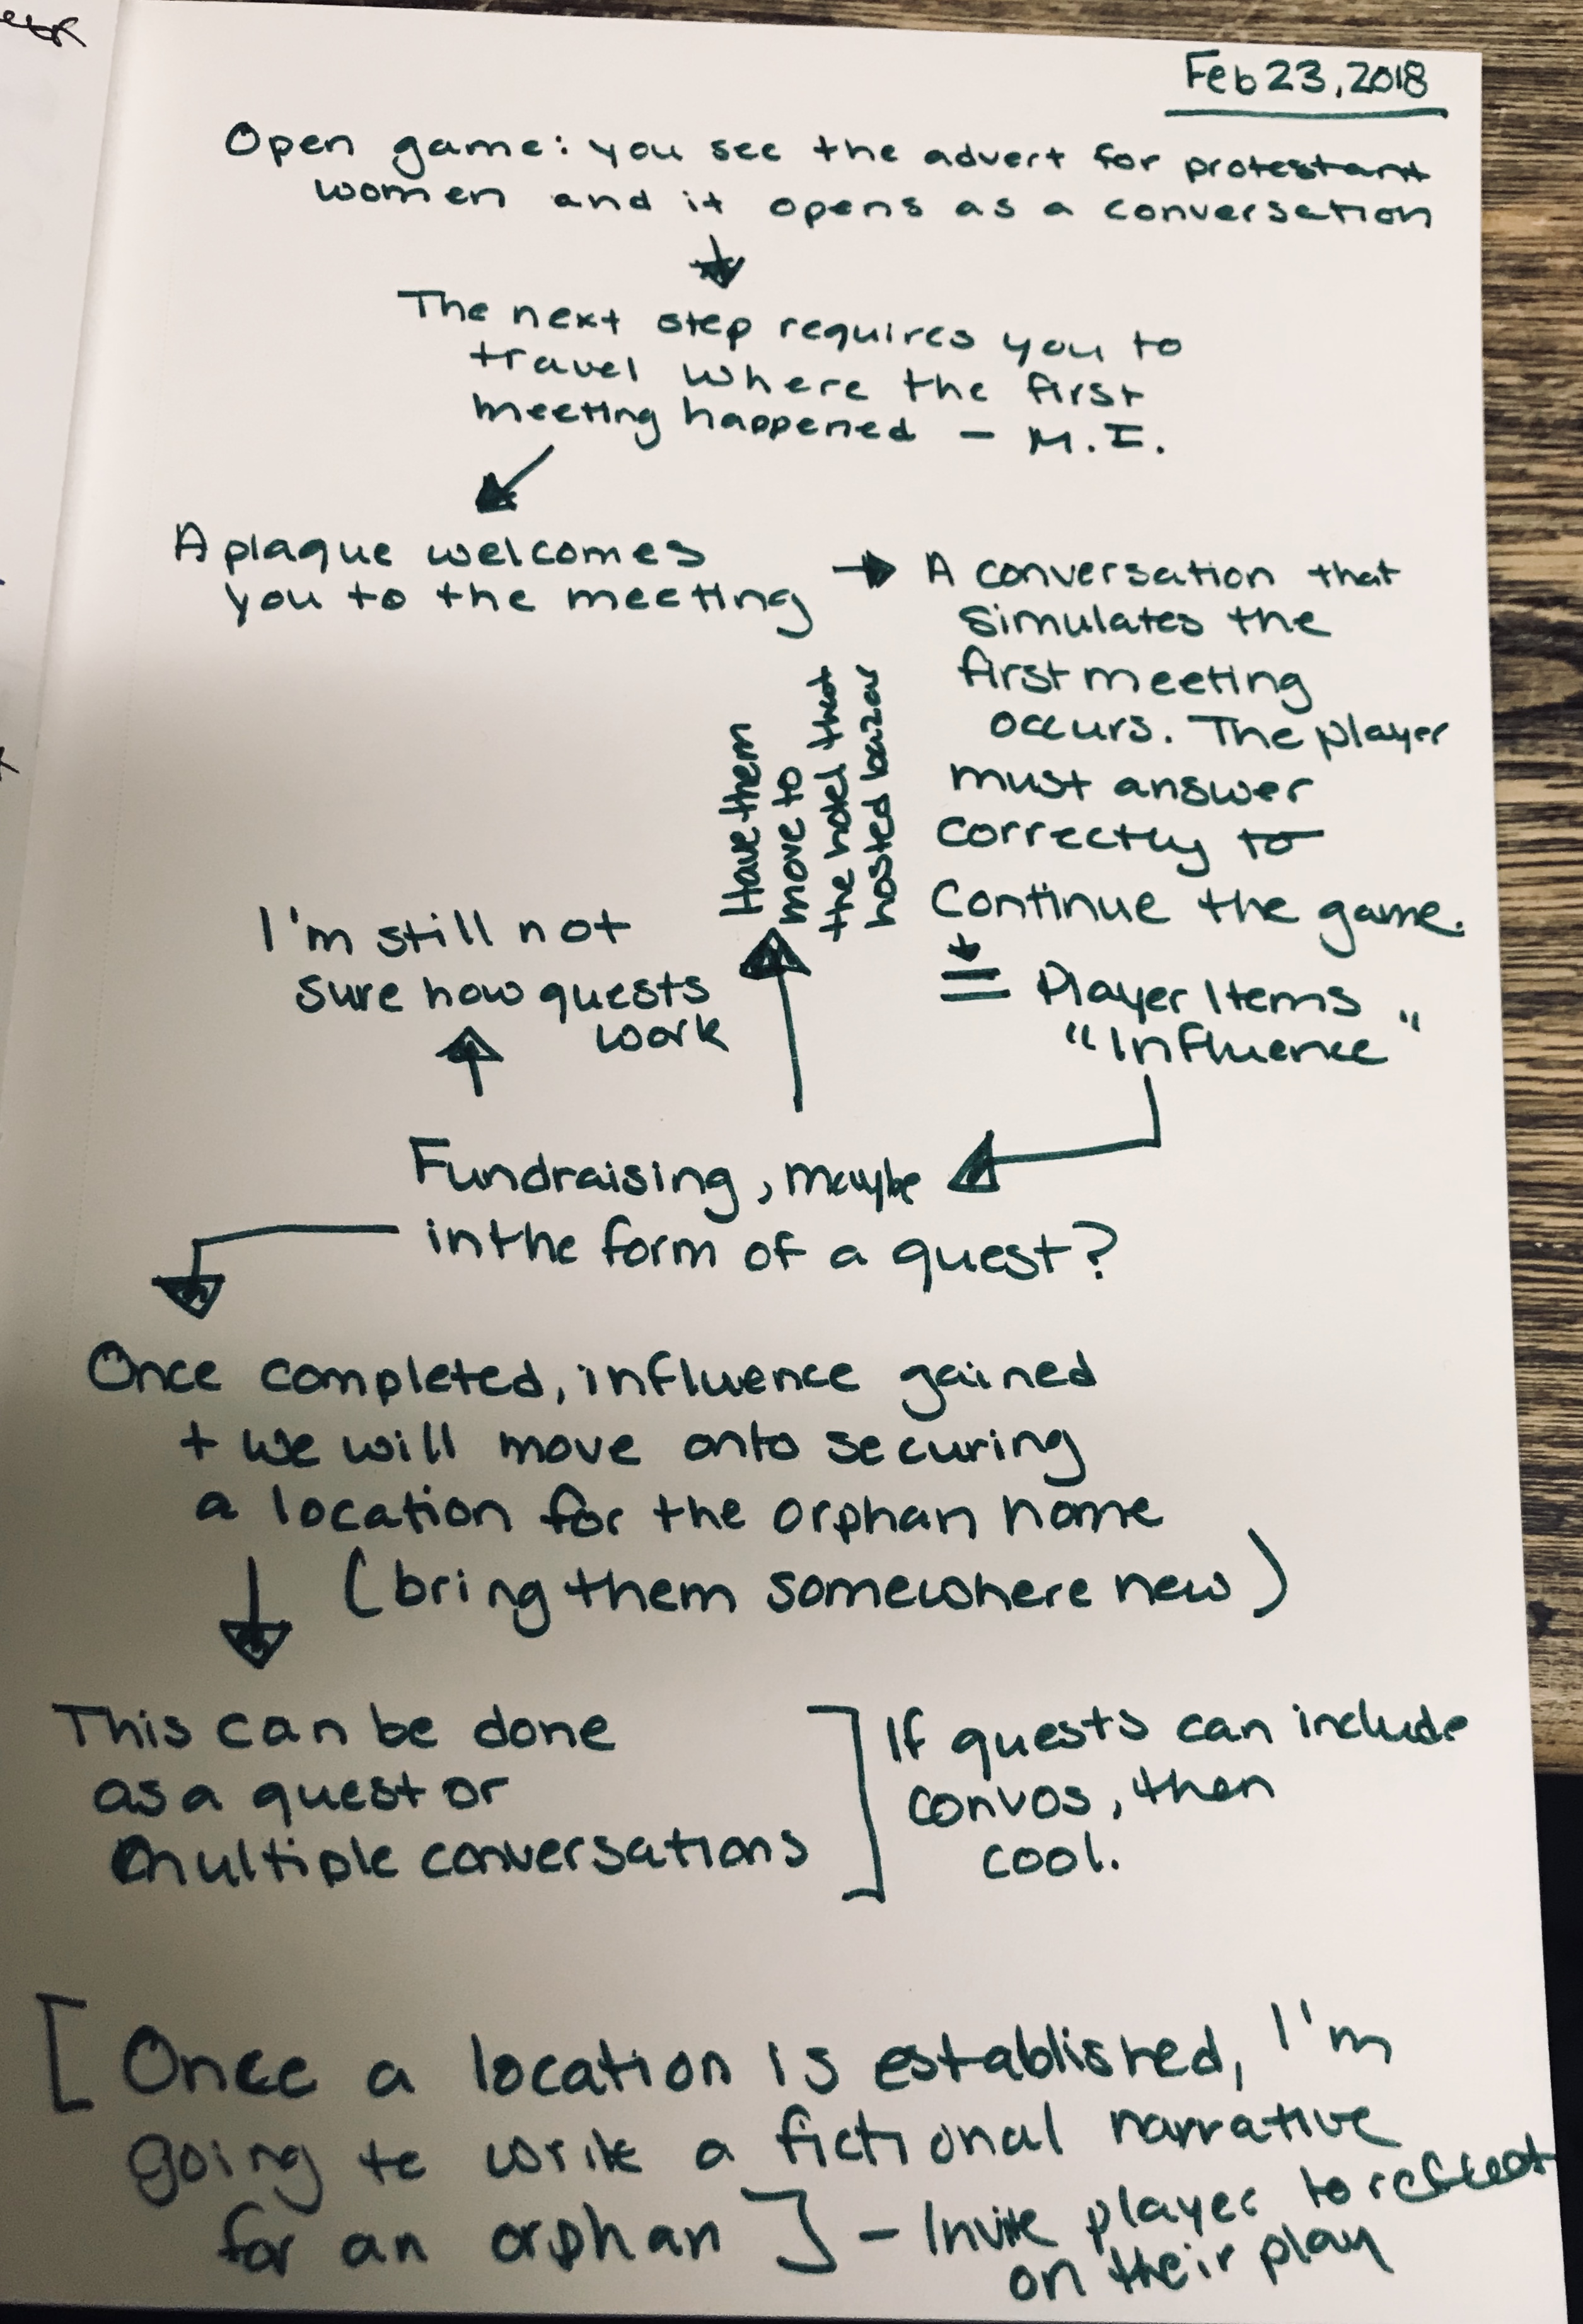 Feb 23, 2018
Open game: you see the advert for protestant
women and it opens as a conversation
The next step requires you to
travel where the first
meeting happened - M.I.
A plaque welcomes
you to the meeting
A conversation that
simulates the
first meeting
occurs. The player
must answer
correctly to
continue the game.
= Player Items
"Influence"
Have them
move to
the hotel that
hosted bazar
I'm still not
sure how quests
work
Fundraising, maybe
in the form of a quest?
Once completed, influence gained
+ we will move onto securing
a location for the orphan home
(bring them somewhere new)
This can be done
as a quest or
multiple conversations
If quests can include
convos, then
cool.
[Once a location is established, I'm
going to write a fictional narrative
for an orphan] - Invite player to reflect
on their play